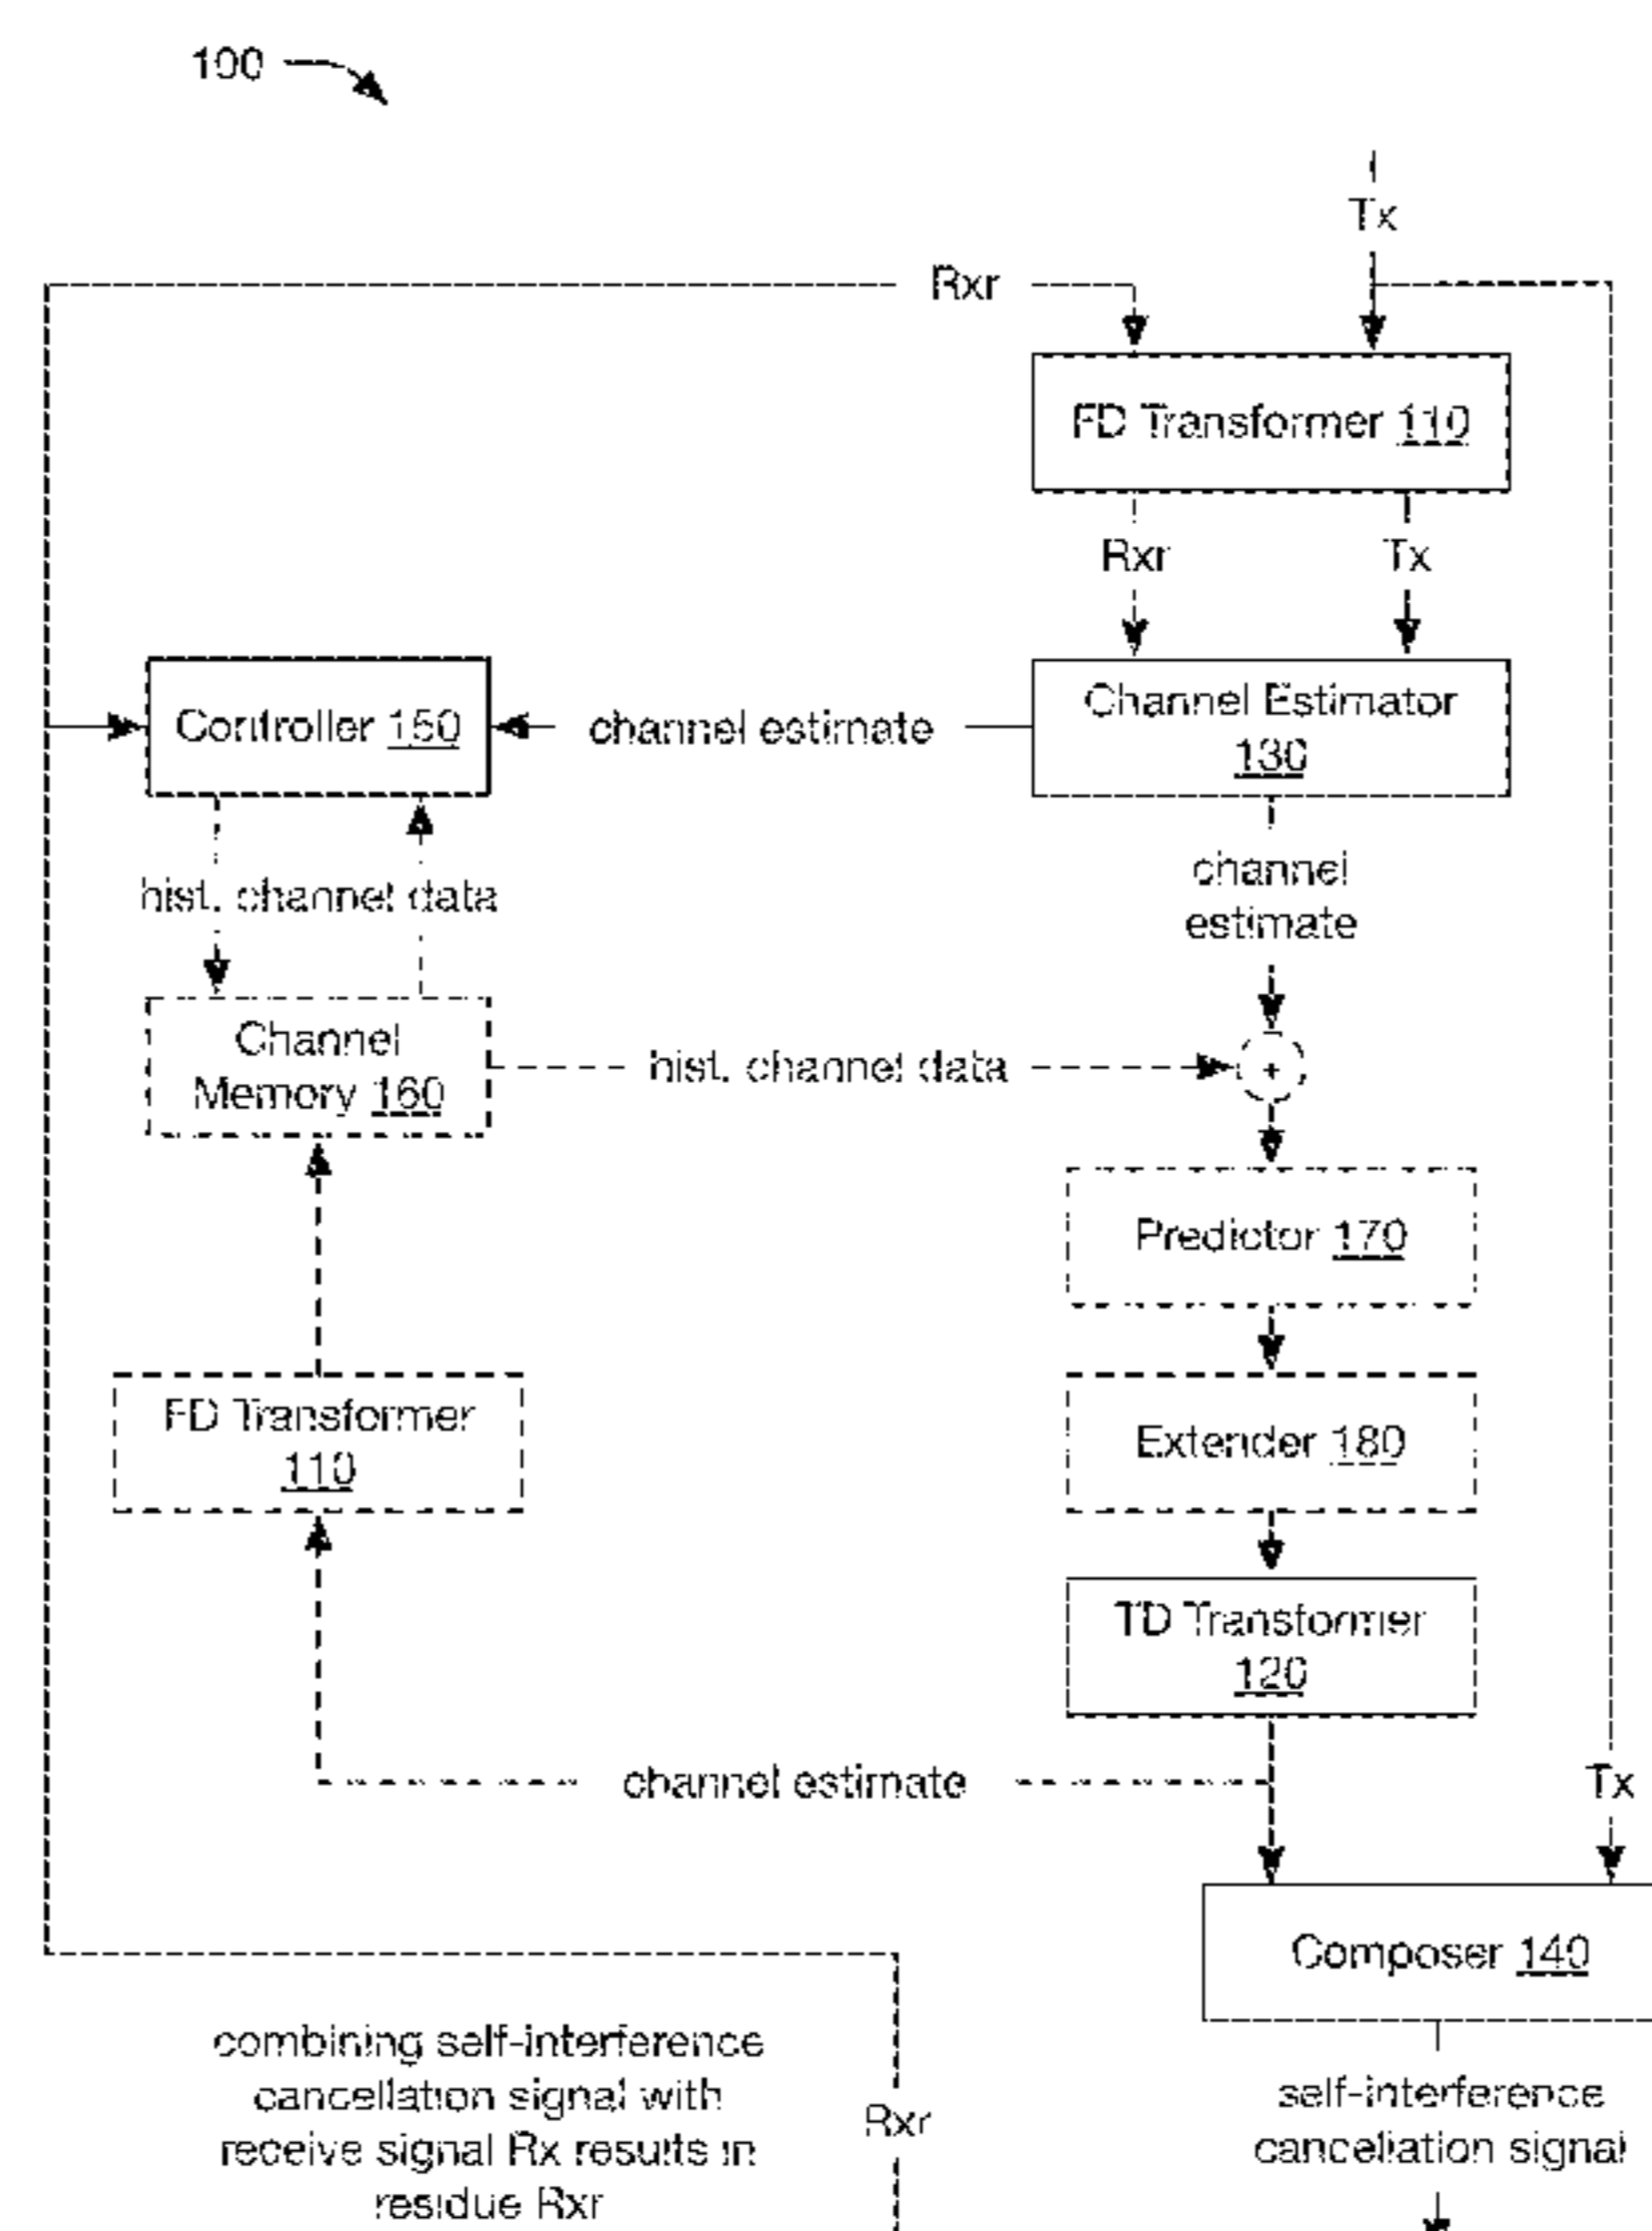 100
Tx
Rxr
FD Transformer 110
Rxr
Tx
Controller 150
channel estimate
Channel Estimator
130
hist. channel data
channel
estimate
Channel
Memory 160
hist. channel data
+
Predictor 170
FD Transformer
110
Extender 180
TD Transformer
120
channel estimate
Tx
Composer 140
combining self-interference
cancellation signal with
receive signal Rx results in
residue Rxr
Rxr
self-interference
cancellation signal